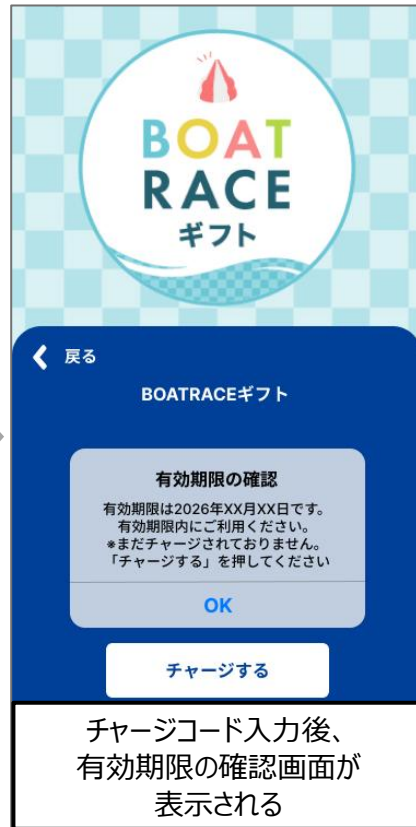 BOAT
RACE
ギフト
戻る
BOATRACEギフト
有効期限の確認
有効期限は2026年XX月XX日です。
有効期限内にご利用ください。
※まだチャージされておりません。
「チャージする」を押してください
OK
チャージする
チャージコード入力後、
有効期限の確認画面が
表示される